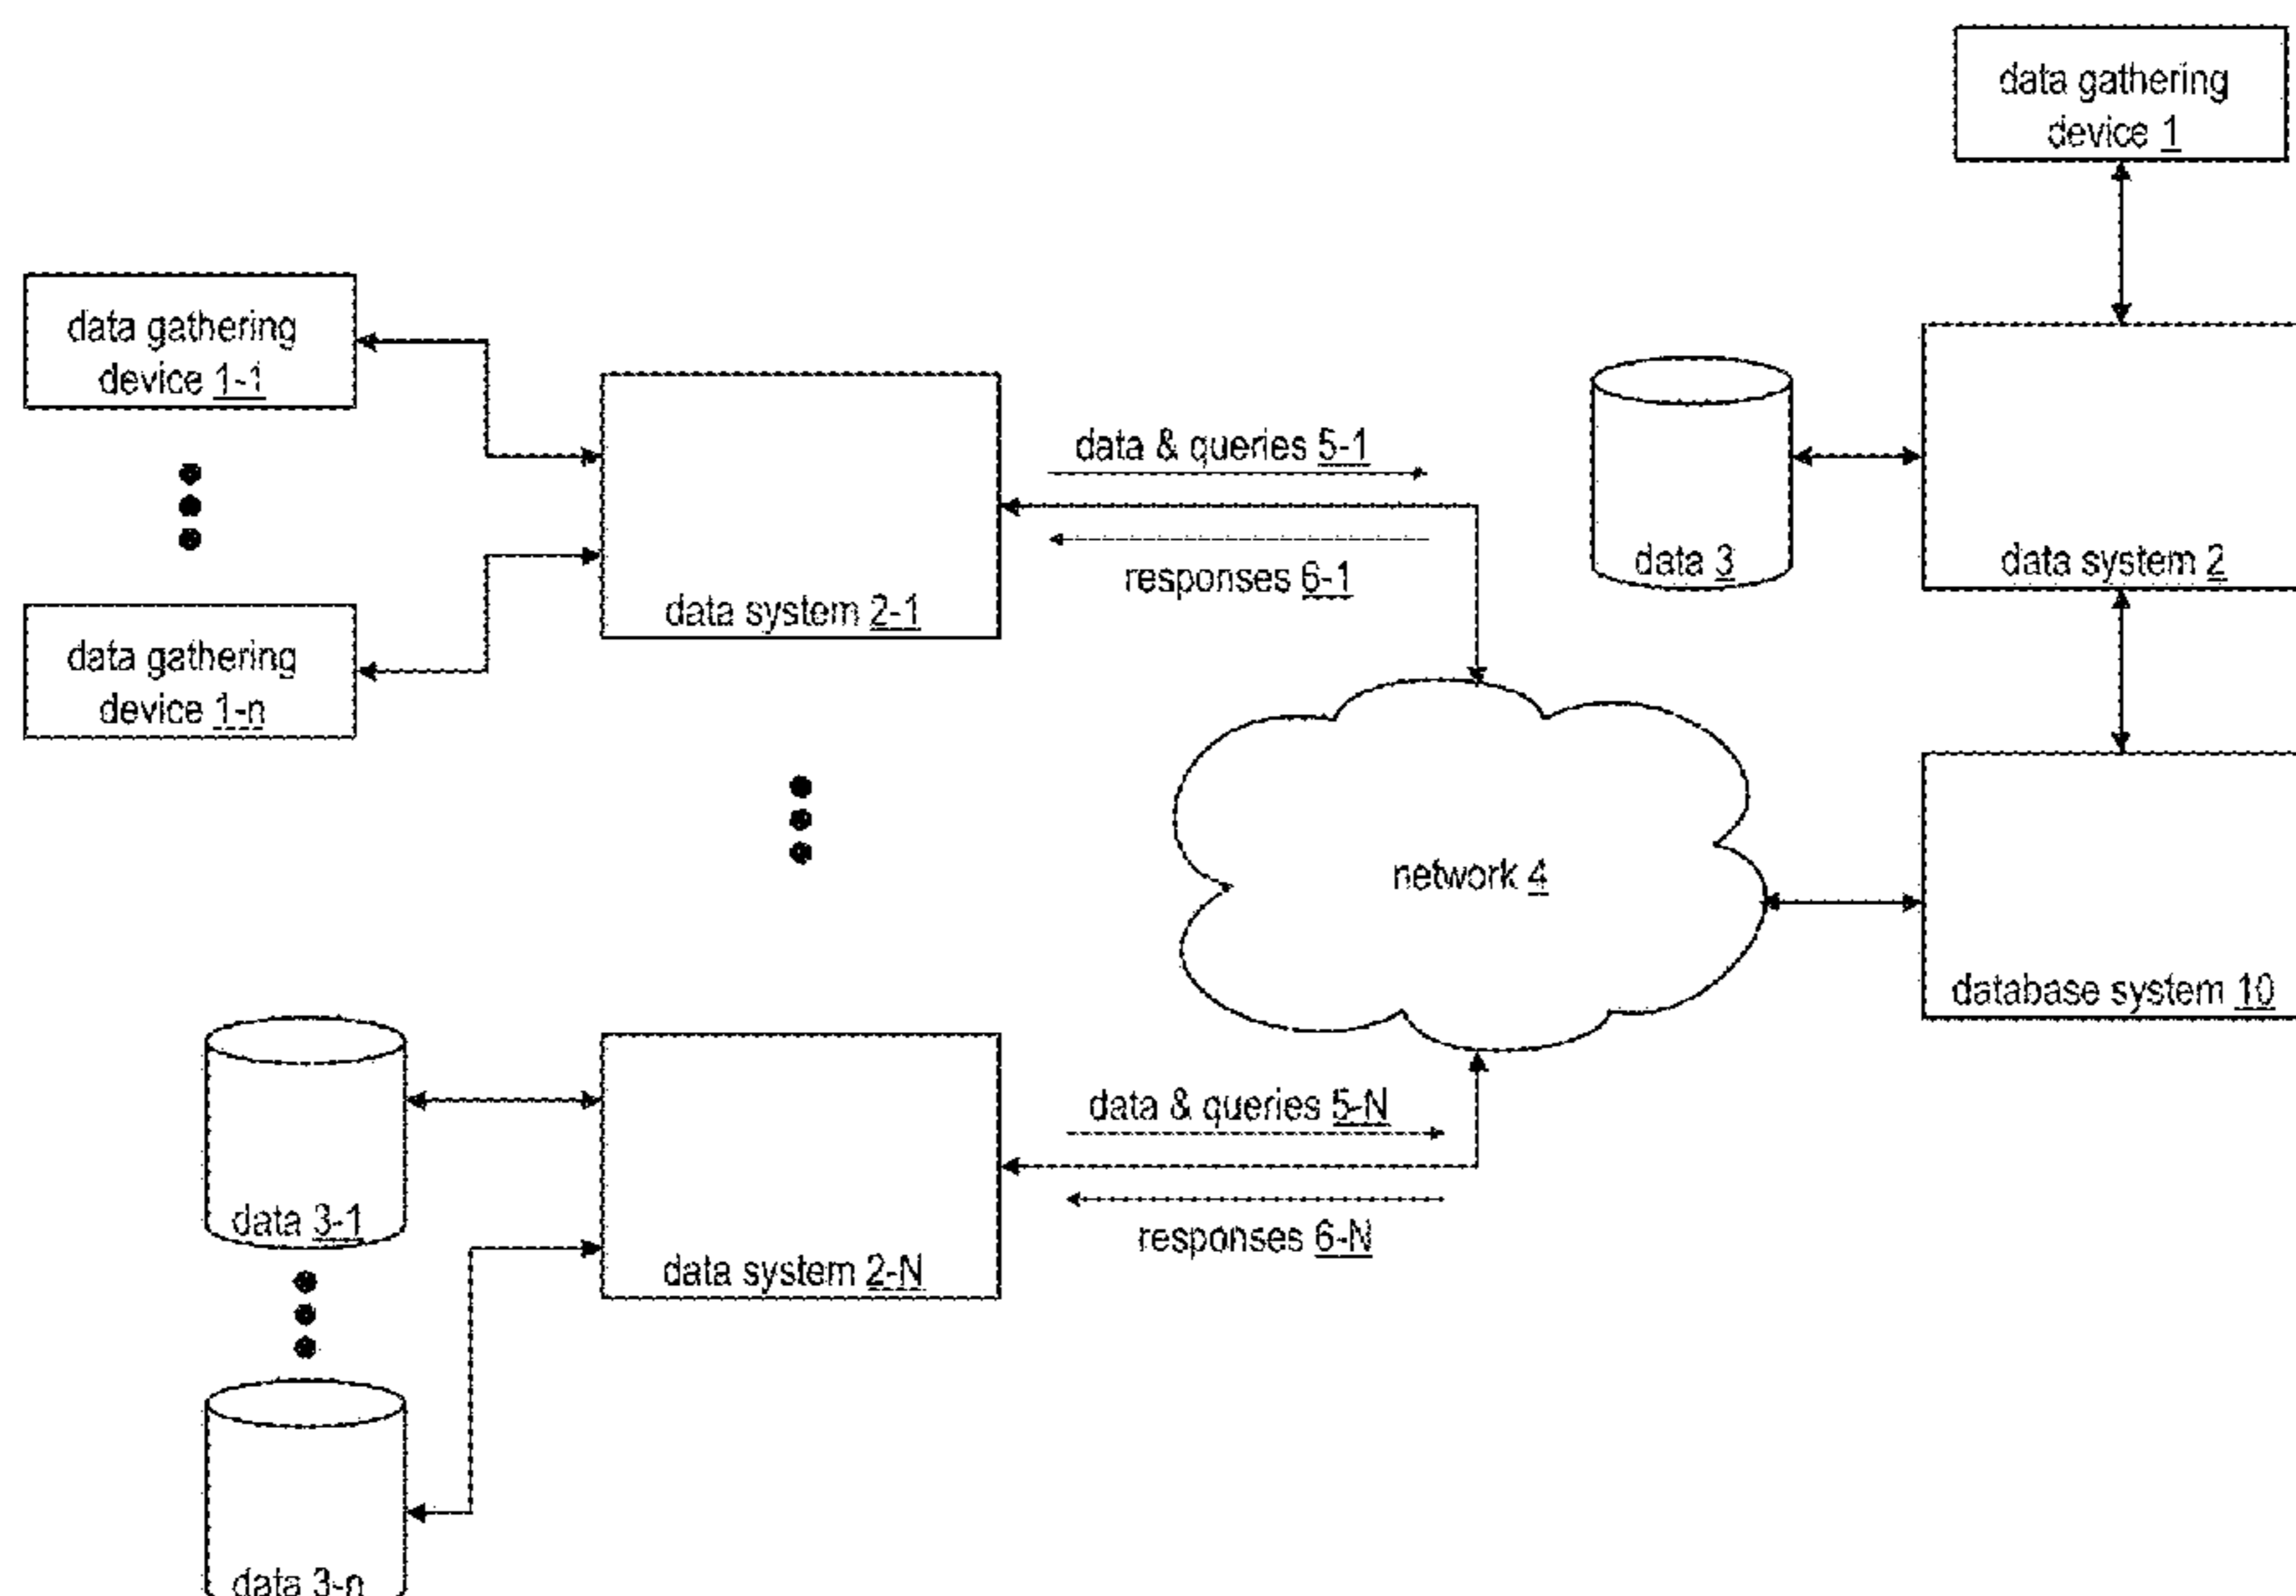 data gathering
device 1
data gathering
device 1-1
data & queries 5-1
responses 6-1
data 3
data system 2
data system 2-1
data gathering
device 1-n
network 4
database system 10
data & queries 5-N
data 3-1
responses 6-N
data system 2-N
data 3-n